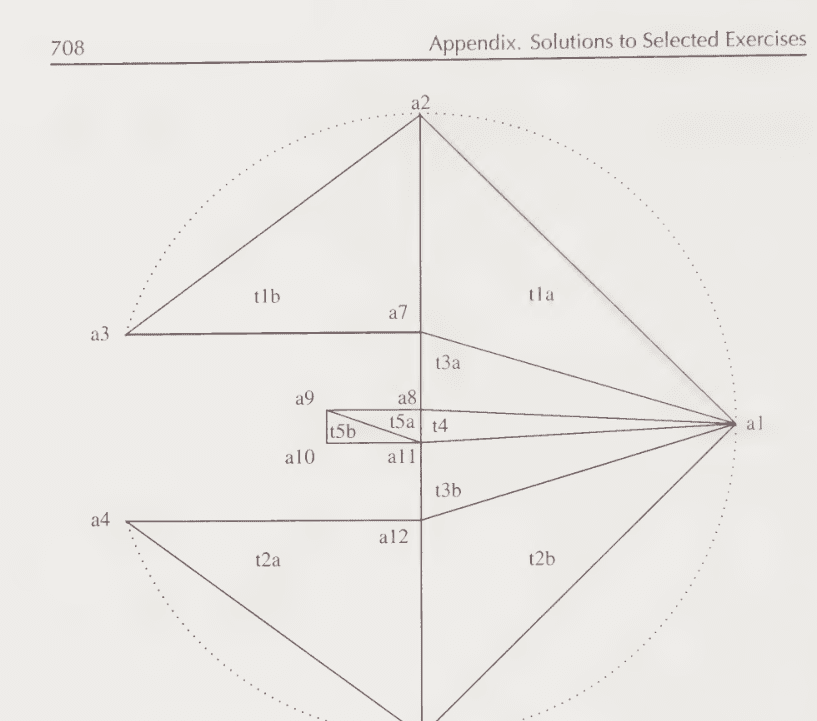 708
Appendix. Solutions to Selected Exercises
a2
t1b
t1a
a7
a3
t3a
a9
a8
t5a
t4
a1
t5b
a10
a11
t3b
a4
a12
t2a
t2b